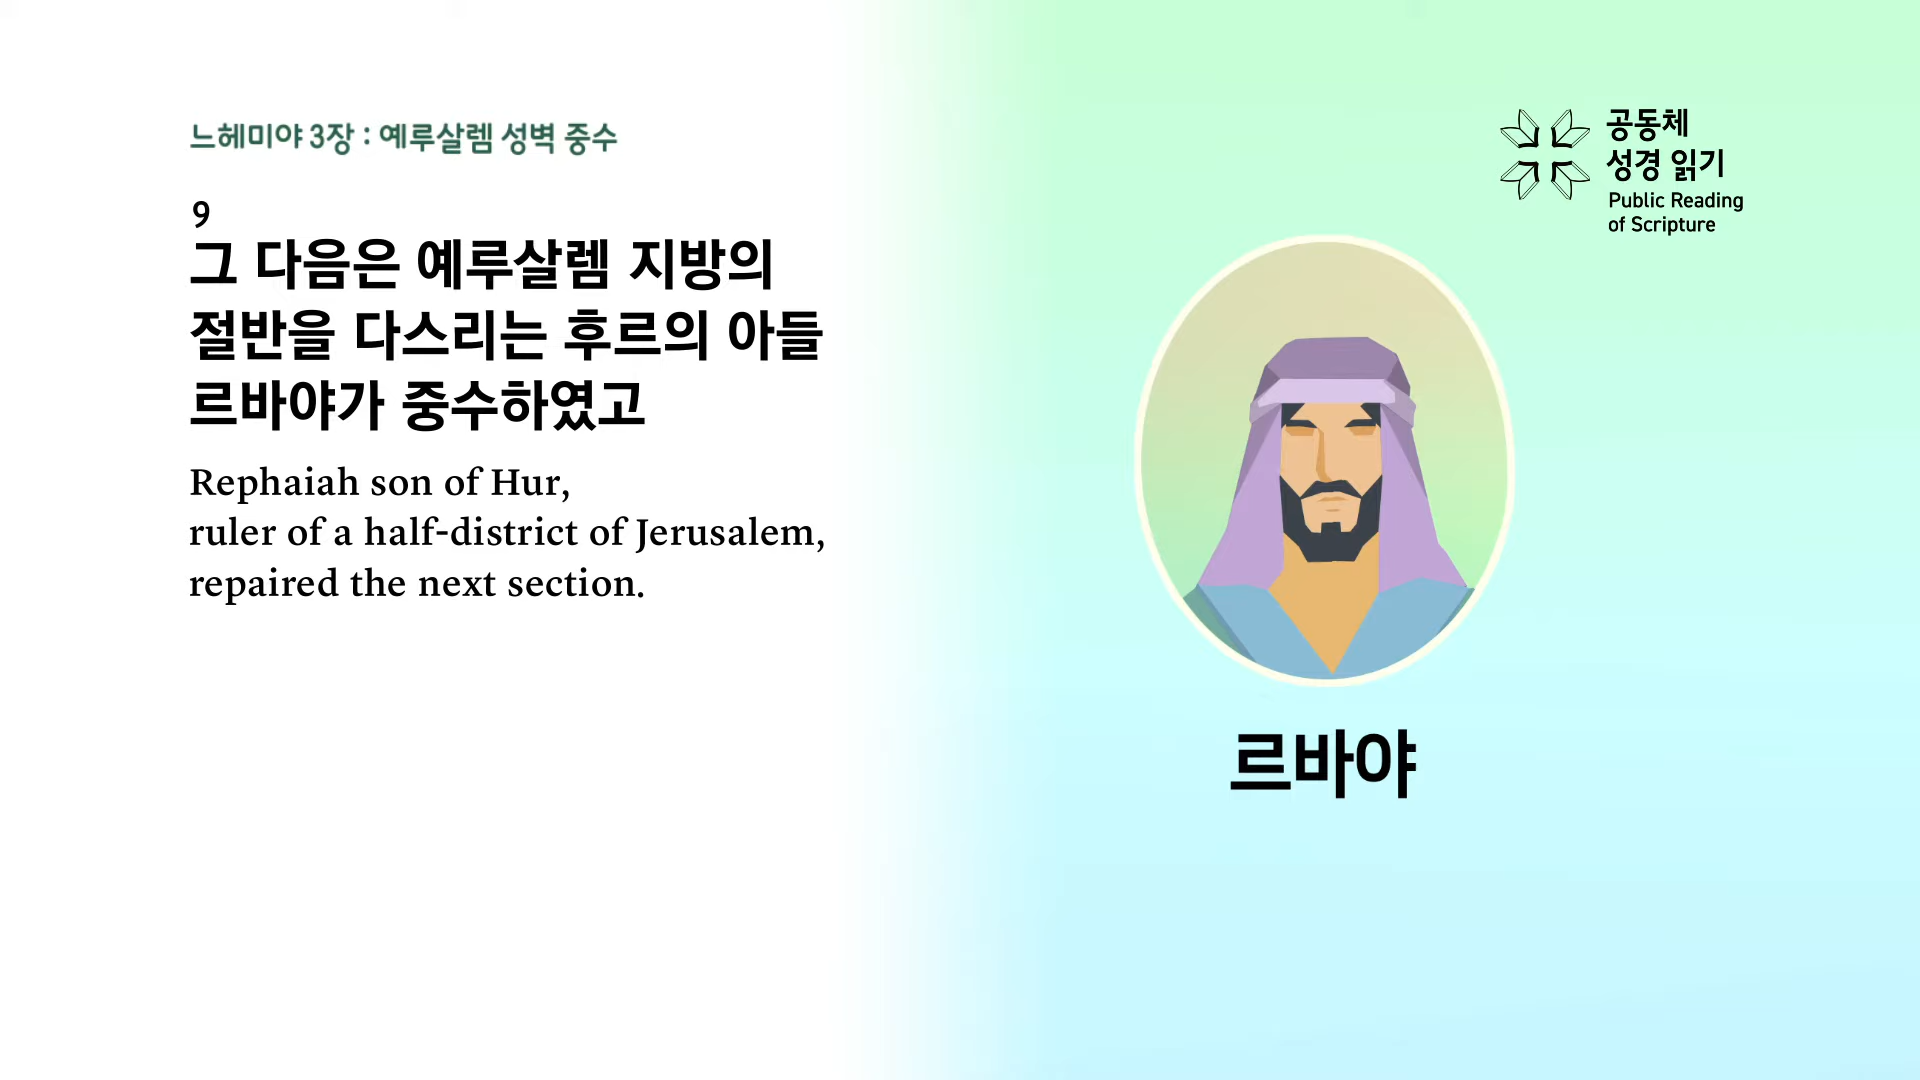 느헤미야 3장 : 예루살렘 성벽 중수
9
그 다음은 예루살렘 지방의
절반을 다스리는 후르의 아들
르바야가 중수하였고
Rephaiah son of Hur,
ruler of a half-district of Jerusalem,
repaired the next section.
공동체
성경 읽기
Public Reading
of Scripture
르바야